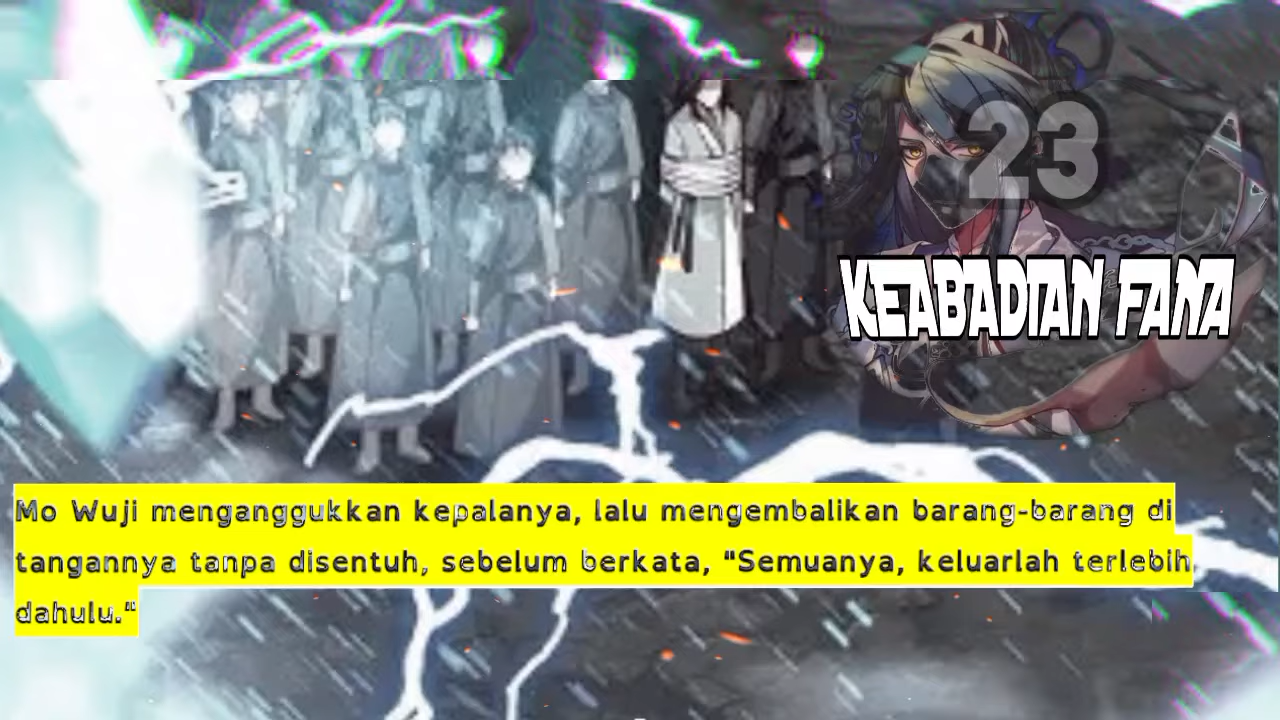 23
KEABADIAN FANA
Mo Wuji menganggukkan kepalanya, lalu mengembalikan barang-barang di
tangannya tanpa disentuh, sebelum berkata, "Semuanya, keluarlah terlebih
dahulu."